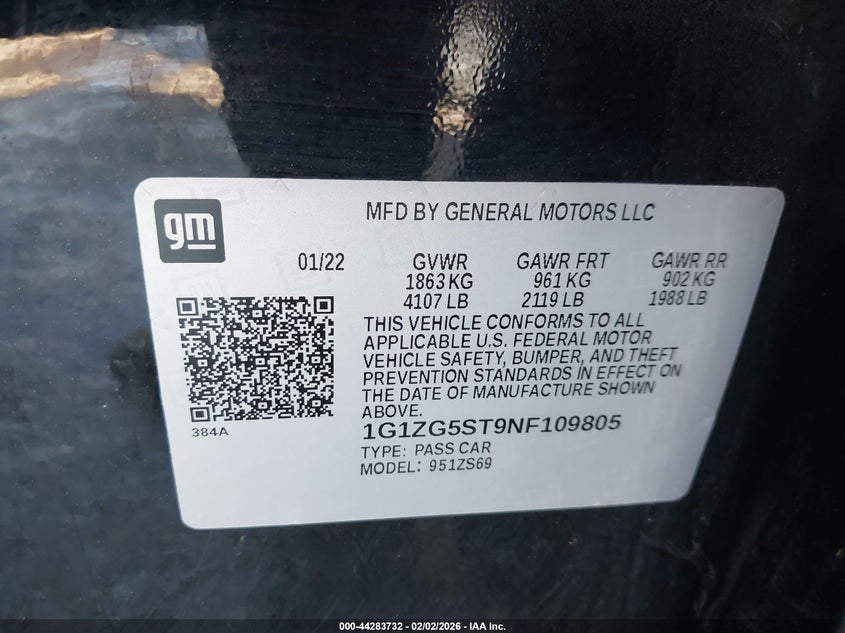 gm
MFD BY GENERAL MOTORS LLC
01/22 GVWR GAWR FRT GAWR RR
1863 KG 961 KG 902 KG
4107 LB 2119 LB 1988 LB
THIS VEHICLE CONFORMS TO ALL
APPLICABLE U.S. FEDERAL MOTOR
VEHICLE SAFETY, BUMPER, AND THEFT
PREVENTION STANDARDS IN EFFECT ON
THE DATE OF MANUFACTURE SHOWN
ABOVE.
384A
1G1ZG5ST9NF109805
TYPE: PASS CAR
MODEL: 951ZS69
000-44283732 - 02/02/2026 - IAA Inc.